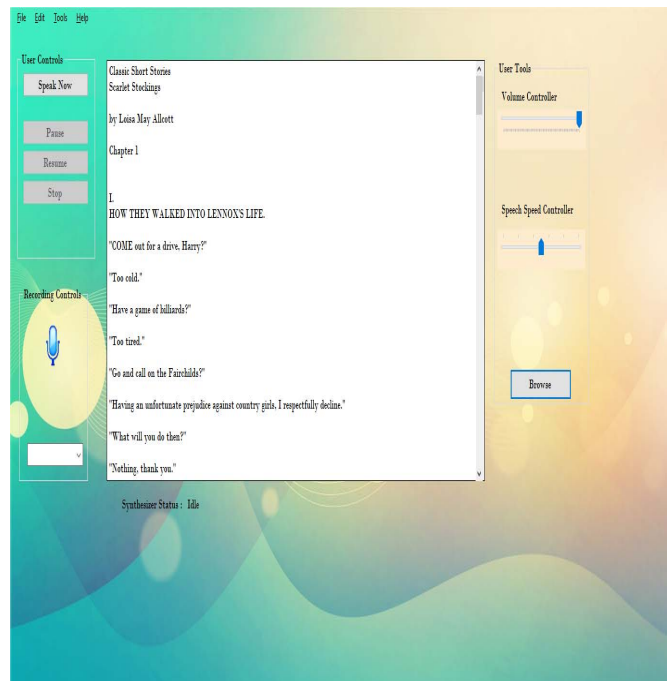 File Edit Tools Help
User Controls
Speak Now
Pause
Resume
Stop
Recording Controls
Classic Short Stories
Scarlet Stockings
by Loisa May Allcott
Chapter 1
I.
HOW THEY WALKED INTO LENNOX'S LIFE.
"COME out for a drive, Harry?"
"Too cold."
"Have a game of billiards?"
"Too tired."
"Go and call on the Fairchilds?"
"Having an unfortunate prejudice against country girls, I respectfully decline."
"What will you do then?"
"Nothing, thank you."
Synthesizer Status : Idle
User Tools
Volume Controller
Speech Speed Controller
Browse